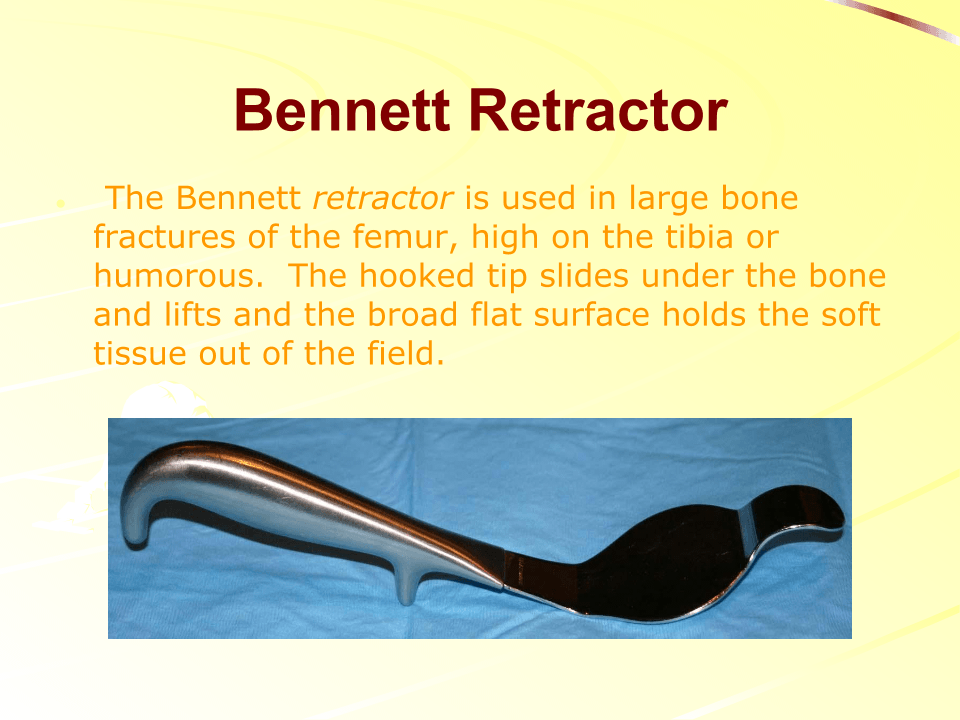 Bennett Retractor
The Bennett retractor is used in large bone
fractures of the femur, high on the tibia or
humorous.  The hooked tip slides under the bone
and lifts and the broad flat surface holds the soft
tissue out of the field.